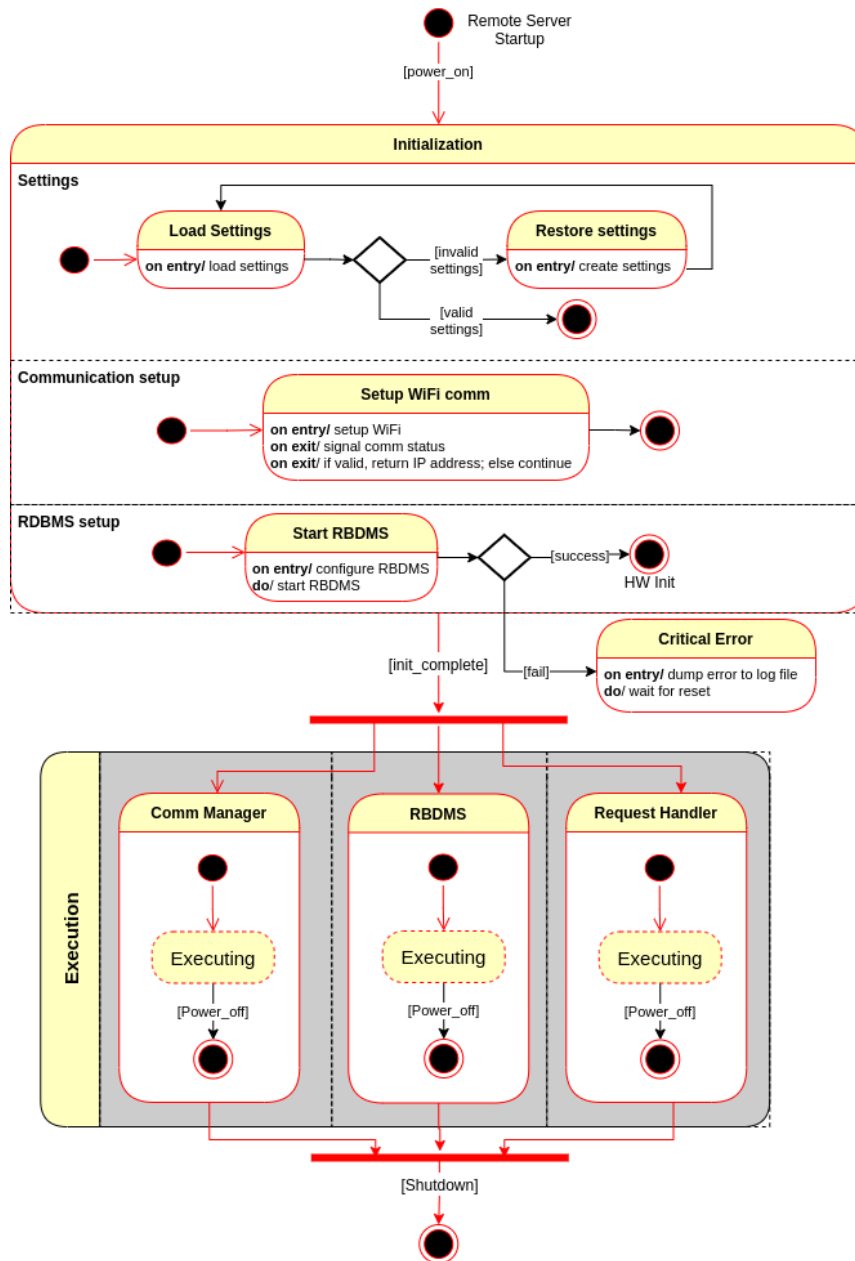 Remote Server
Startup
[power_on]
Initialization
Settings
Load Settings
on entry/ load settings
[invalid
settings]
Restore settings
on entry/ create settings
[valid
settings]
Communication setup
Setup WiFi comm
on entry/ setup WiFi
on exit/ signal comm status
on exit/ if valid, return IP address; else continue
RDBMS setup
Start RBDMS
on entry/ configure RBDMS
do/ start RBDMS
[success]
HW Init
[fail]
Critical Error
on entry/ dump error to log file
do/ wait for reset
[init_complete]
Execution
Comm Manager
Executing
[Power_off]
RBDMS
Executing
[Power_off]
Request Handler
Executing
[Power_off]
[Shutdown]